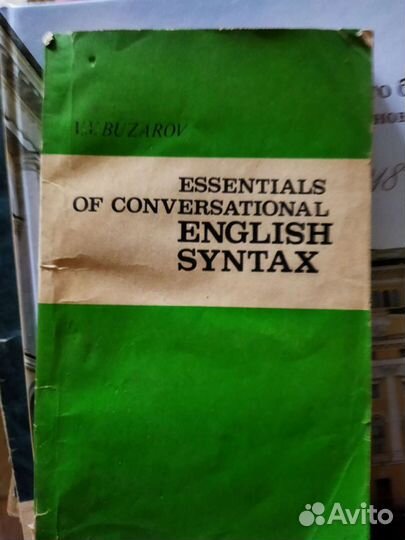 V.V. BUZAROV
ESSENTIALS
OF CONVERSATIONAL
ENGLISH
SYNTAX
Avito